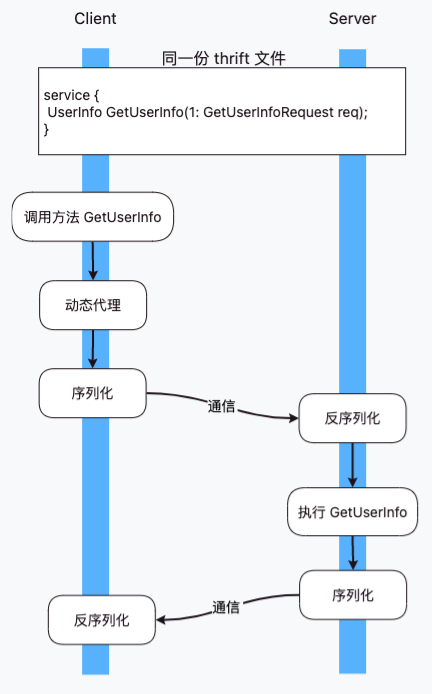 Client
Server
同一份 thrift 文件
service {
 UserInfo GetUserInfo(1: GetUserInfoRequest req);
}
调用方法 GetUserInfo
动态代理
序列化
通信
反序列化
执行 GetUserInfo
序列化
通信
反序列化